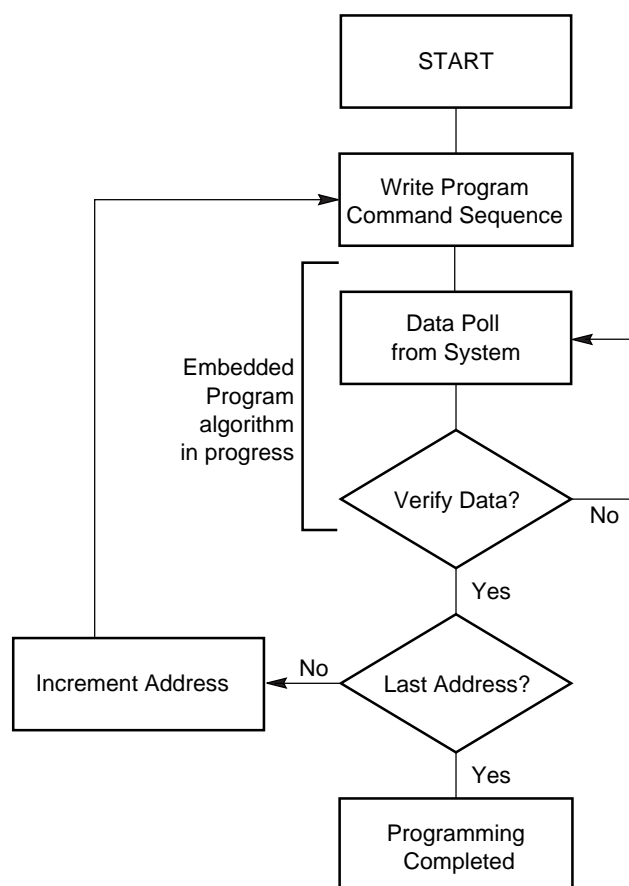 START
Write Program
Command Sequence
Data Poll
from System
Embedded
Program
algorithm
in progress
Verify Data?
No
Yes
Increment Address
No
Last Address?
Yes
Programming
Completed